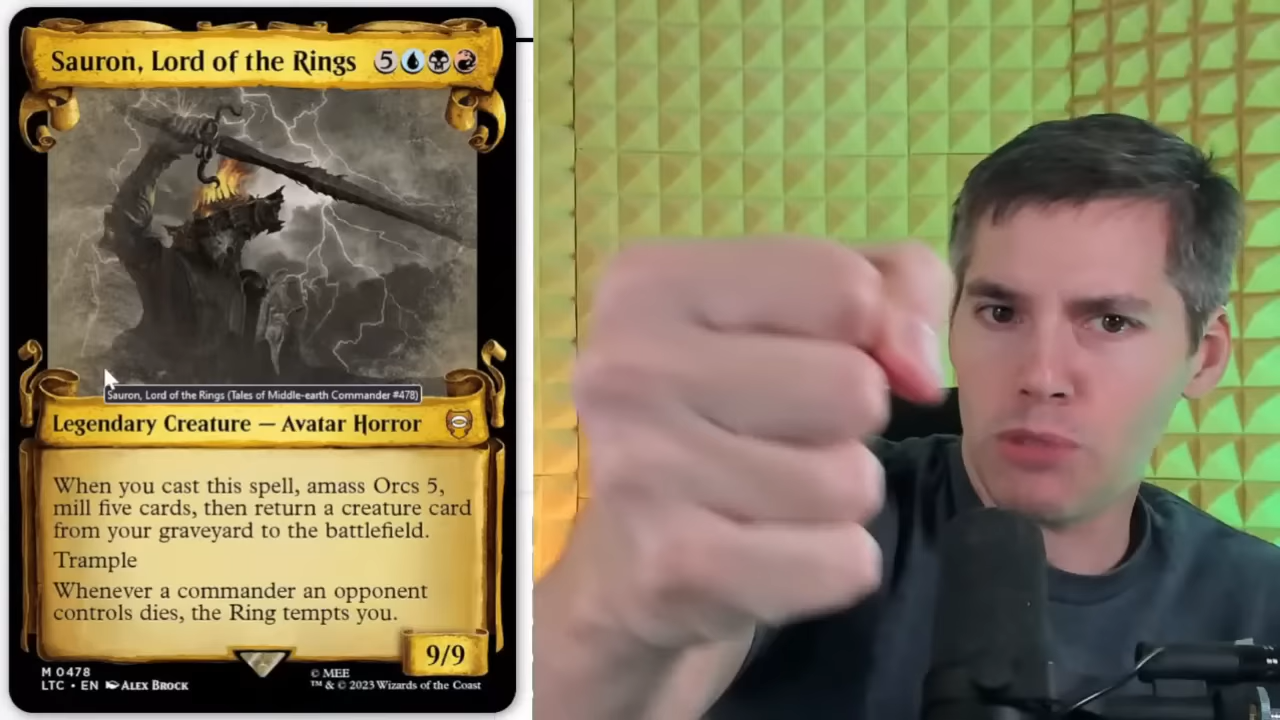 Sauron, Lord of the Rings 5
Sauron, Lord of the Rings (Tales of Middle-earth Commander #478)
Legendary Creature — Avatar Horror
When you cast this spell, amass Orcs 5,
mill five cards, then return a creature card
from your graveyard to the battlefield.
Trample
Whenever a commander an opponent
controls dies, the Ring tempts you.
9/9
M 0478
LTC • EN ALEX BROCK
© MEE
™ & © 2023 Wizards of the Coast